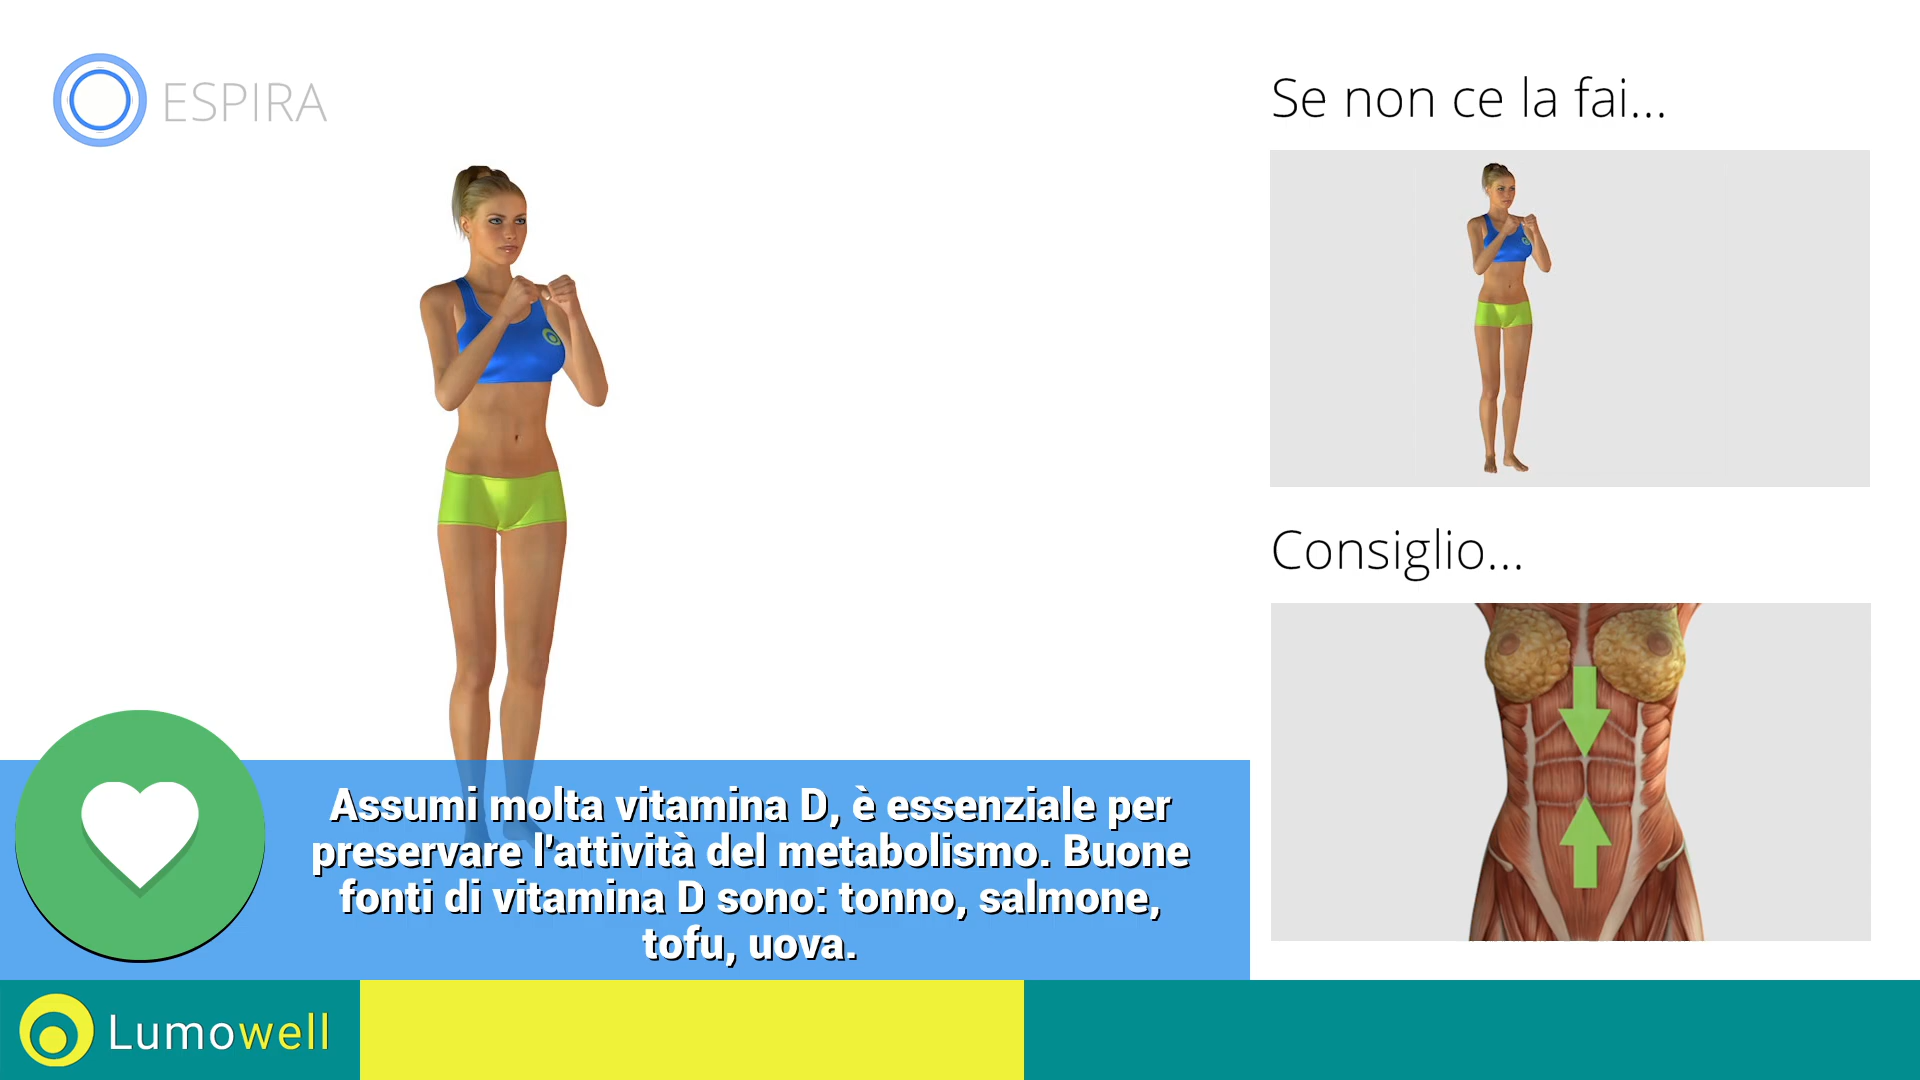 ESPIRA
Se non ce la fai...
Consiglio...
Assumi molta vitamina D, è essenziale per
preservare l'attività del metabolismo. Buone
fonti di vitamina D sono: tonno, salmone,
tofu, uova.
Lumowell